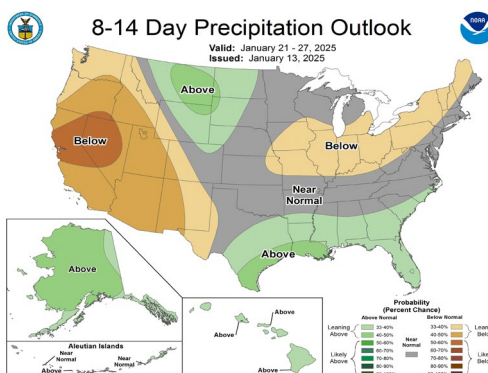 NOAA
8-14 Day Precipitation Outlook
Valid: January 21 - 27, 2025
Issued: January 13, 2025
Above
Below
Below
Near
Normal
Above
Above
Above
Above
Above
Aleutian Islands
Near
Normal
Near
Normal
Above
Probability
(Percent Chance)
Above Normal
Below Normal
Leaning
Above
33-40%
40-50%
33-40%
40-50%
Likely
Above
50-60%
60-70%
70-80%
80-90%
Near
Normal
50-60%
60-70%
70-80%
80-90%